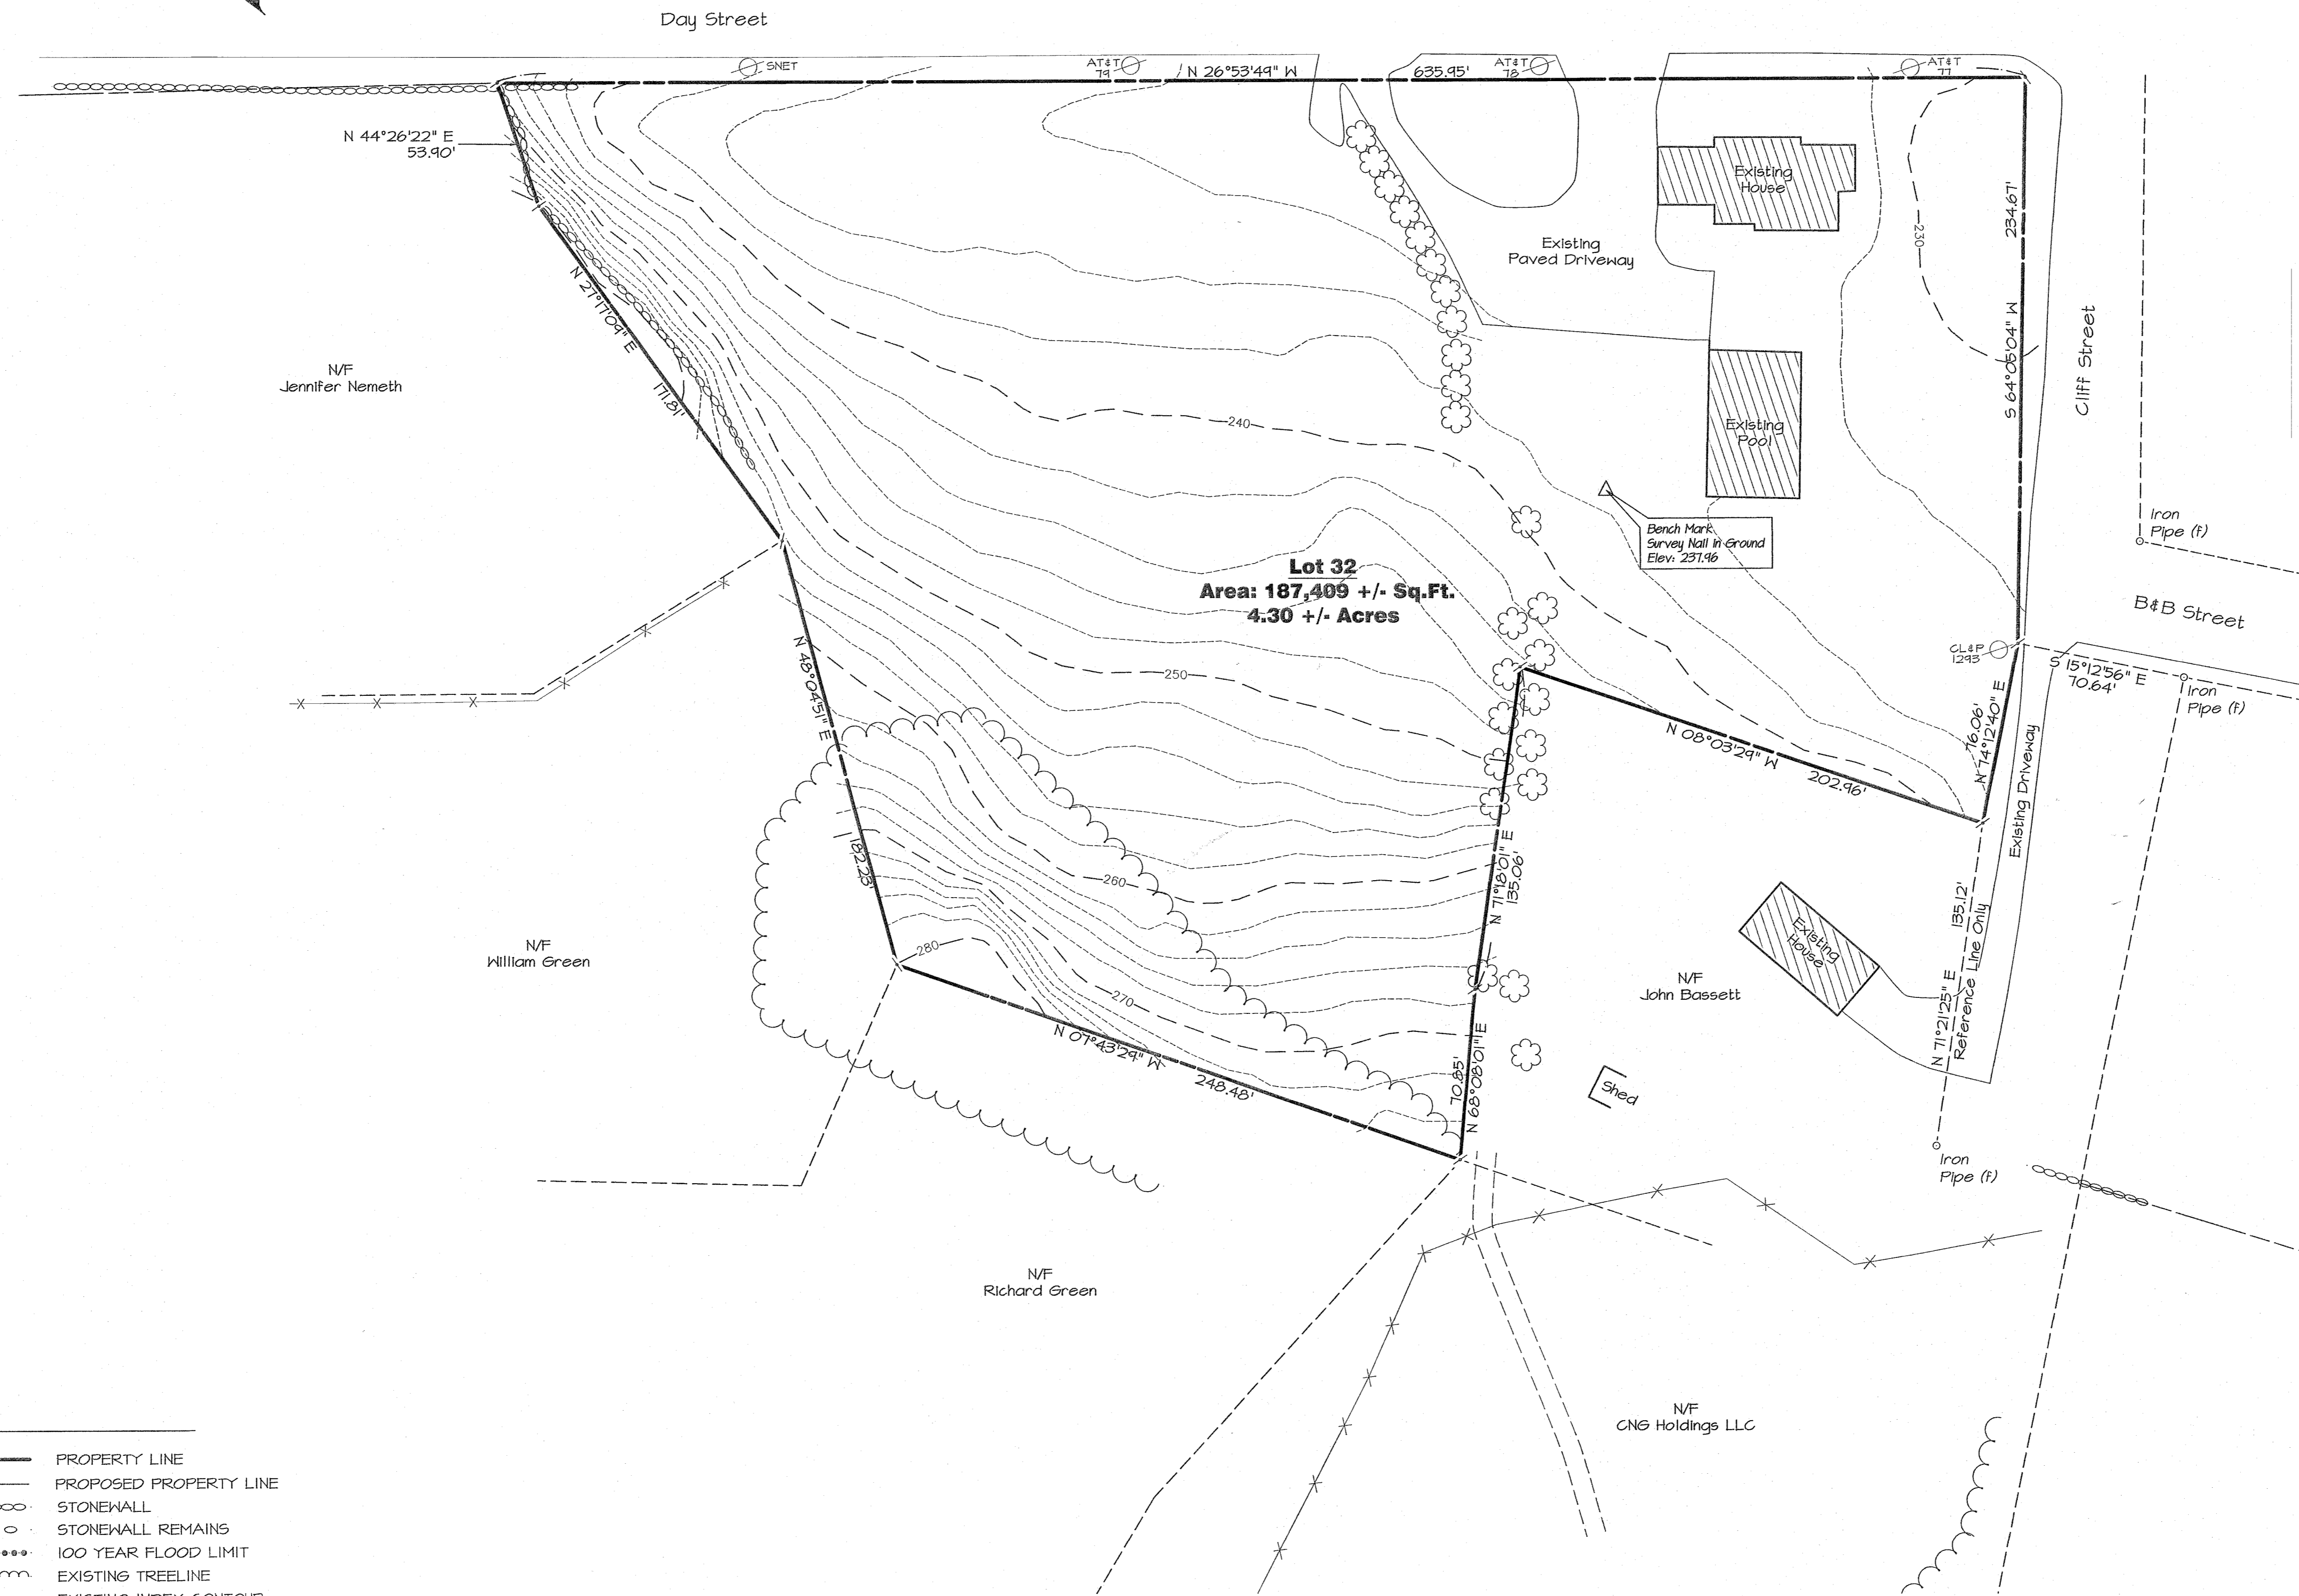 Day Street
SNET
AT&T
79
N 26°53'49" W
635.95'
AT&T
78
AT&T
77
N 44°26'22" E
53.90'
Existing
House
234.67'
230
Existing
Paved Driveway
N 27°17'09" E
171.81'
S 64°05'04" W
Cliff Street
N/F
Jennifer Nemeth
240
Existing
Pool
Bench Mark
Survey Nail In Ground
Elev: 237.96
Iron
Pipe (f)
Lot 32
Area: 187,409 +/- Sq.Ft.
4.30 +/- Acres
B&B Street
CL&P
1293
S 15°12'56" E
70.64'
Iron
Pipe (f)
N 48°04'51" E
182.23'
250
N 08°03'29" W
202.96'
76.06'
N 74°12'40" E
Existing Driveway
N 71°18'01" E
135.06'
260
Existing
House
135.12'
N 71°21'25" E
Reference Line Only
N/F
William Green
280
270
N/F
John Bassett
N 07°43'29" W
248.48'
70.85'
N 68°08'01" E
Shed
Iron
Pipe (f)
N/F
Richard Green
N/F
CNG Holdings LLC
PROPERTY LINE
PROPOSED PROPERTY LINE
STONEWALL
STONEWALL REMAINS
100 YEAR FLOOD LIMIT
EXISTING TREELINE
EXISTING INDEX CONTOUR